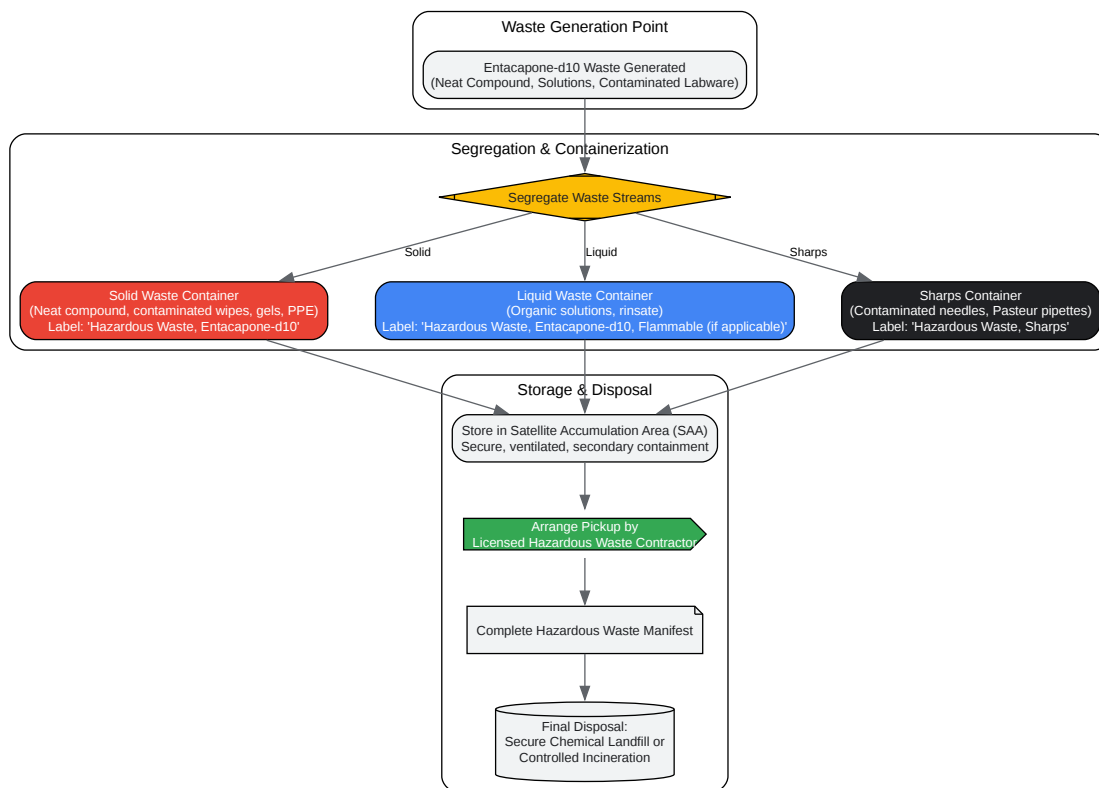 Waste Generation Point
Entacapone-d10 Waste Generated
(Neat Compound, Solutions, Contaminated Labware)
Segregation & Containerization
Segregate Waste Streams
Solid
Liquid
Sharps
Solid Waste Container
(Neat compound, contaminated wipes, gels, PPE)
Label: 'Hazardous Waste, Entacapone-d10'
Liquid Waste Container
(Organic solutions, rinsate)
Label: 'Hazardous Waste, Entacapone-d10, Flammable (if applicable)'
Sharps Container
(Contaminated needles, Pasteur pipettes)
Label: 'Hazardous Waste, Sharps'
Storage & Disposal
Store in Satellite Accumulation Area (SAA)
Secure, ventilated, secondary containment
Arrange Pickup by
Licensed Hazardous Waste Contractor
Complete Hazardous Waste Manifest
Final Disposal:
Secure Chemical Landfill or
Controlled Incineration